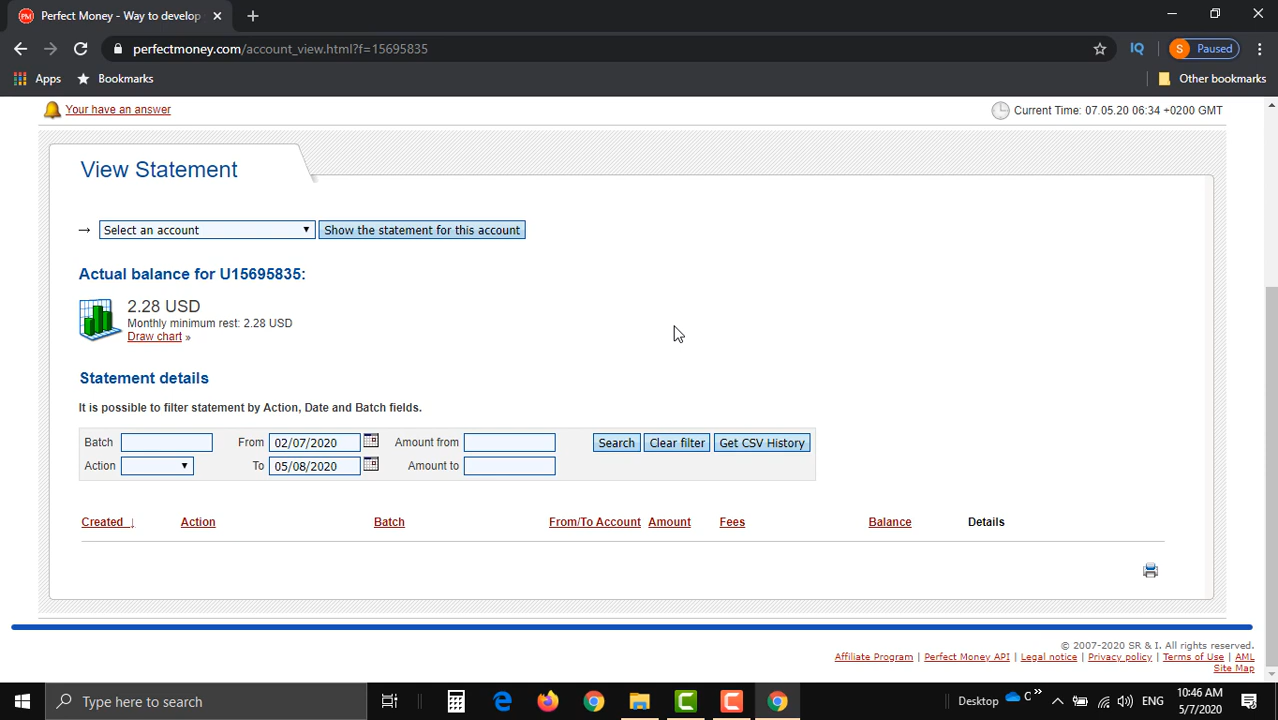 PM Perfect Money - Way to develop
perfectmoney.com/account_view.html?f=15695835
IQ
S Paused
Apps Bookmarks Other bookmarks
Your have an answer
Current Time: 07.05.20 06:34 +0200 GMT
View Statement
→ Select an account Show the statement for this account
Actual balance for U15695835:
2.28 USD
Monthly minimum rest: 2.28 USD
Draw chart »
Statement details
It is possible to filter statement by Action, Date and Batch fields.
Batch From 02/07/2020 Amount from Search Clear filter Get CSV History
Action To 05/08/2020 Amount to
Created ↓ Action Batch From/To Account Amount Fees Balance Details
© 2007-2020 SR & I. All rights reserved.
Affiliate Program | Perfect Money API | Legal notice | Privacy policy | Terms of Use | AML
Site Map
Type here to search
C C Desktop C » ENG
10:46 AM
5/7/2020